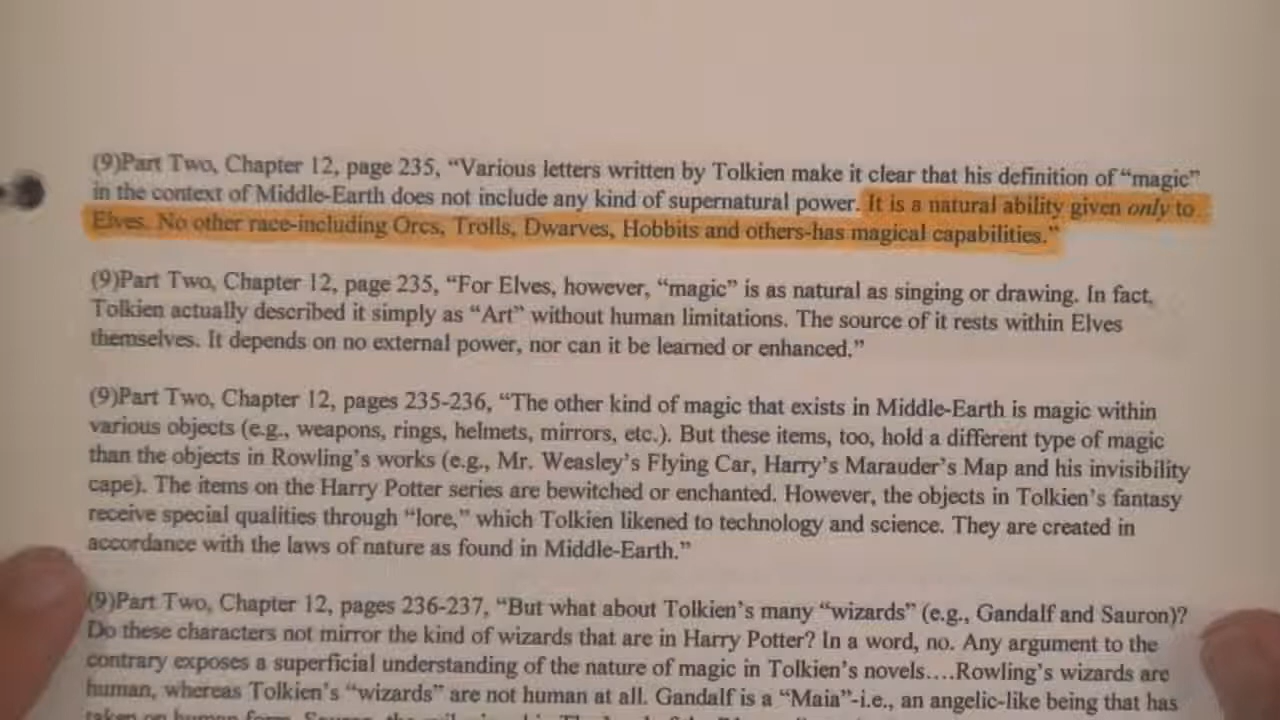 (9)Part Two, Chapter 12, page 235, “Various letters written by Tolkien make it clear that his definition of “magic”
in the context of Middle-Earth does not include any kind of supernatural power. It is a natural ability given only to
Elves. No other race-including Orcs, Trolls, Dwarves, Hobbits and others-has magical capabilities.”
(9)Part Two, Chapter 12, page 235, “For Elves, however, “magic” is as natural as singing or drawing. In fact,
Tolkien actually described it simply as “Art” without human limitations. The source of it rests within Elves
themselves. It depends on no external power, nor can it be learned or enhanced.”
(9)Part Two, Chapter 12, pages 235-236, “The other kind of magic that exists in Middle-Earth is magic within
various objects (e.g., weapons, rings, helmets, mirrors, etc.). But these items, too, hold a different type of magic
than the objects in Rowling’s works (e.g., Mr. Weasley’s Flying Car, Harry’s Marauder’s Map and his invisibility
cape). The items on the Harry Potter series are bewitched or enchanted. However, the objects in Tolkien’s fantasy
receive special qualities through “lore,” which Tolkien likened to technology and science. They are created in
accordance with the laws of nature as found in Middle-Earth.”
(9)Part Two, Chapter 12, pages 236-237, “But what about Tolkien’s many “wizards” (e.g., Gandalf and Sauron)?
Do these characters not mirror the kind of wizards that are in Harry Potter? In a word, no. Any argument to the
contrary exposes a superficial understanding of the nature of magic in Tolkien’s novels….Rowling’s wizards are
human, whereas Tolkien’s “wizards” are not human at all. Gandalf is a “Maia”-i.e., an angelic-like being that has
taken on human form. Sauron, the